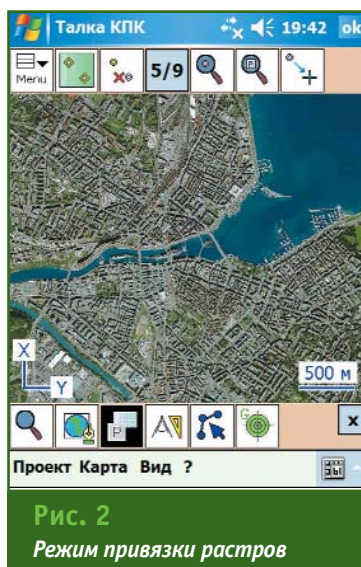 Талка КПК 19:42 ok
Menu 5/9
X
Y
500 м
P G x
Проект Карта Вид ?
Рис. 2
Режим привязки растров